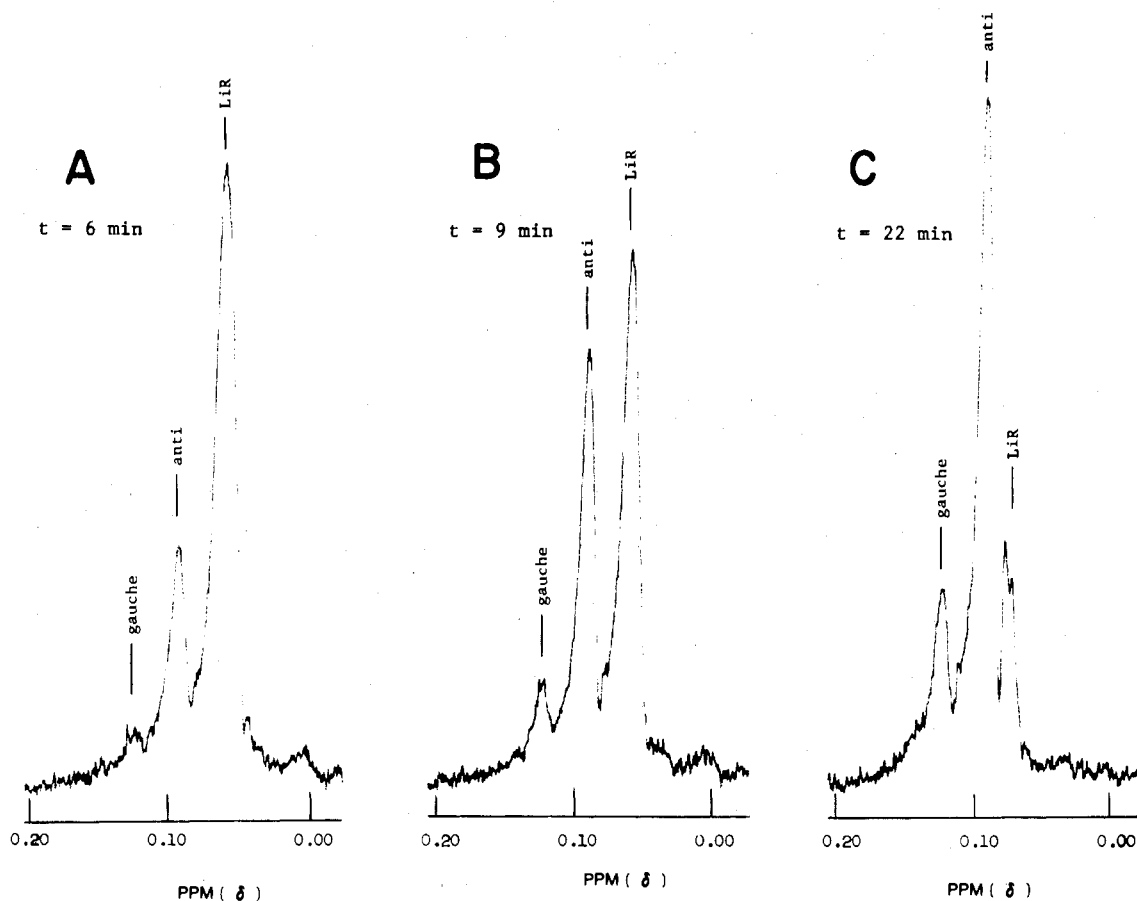 A
t = 6 min
gauche
anti
LiR
0.20 0.10 0.00
PPM ( δ )
B
t = 9 min
gauche
anti
LiR
0.20 0.10 0.00
PPM ( δ )
C
t = 22 min
gauche
anti
LiR
0.20 0.10 0.00
PPM ( δ )